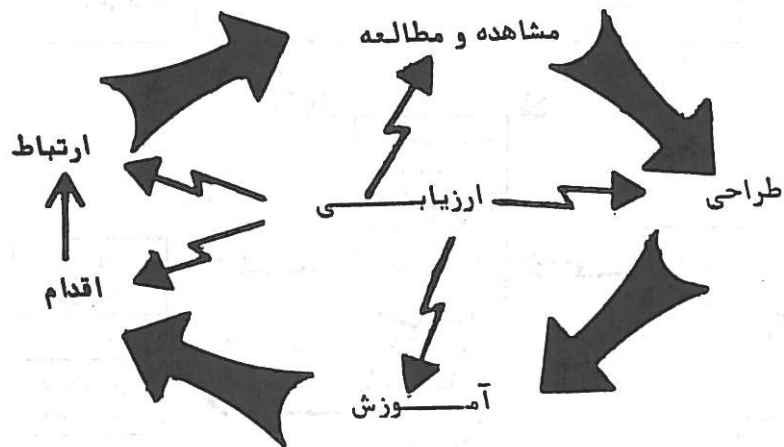 مشاهده و مطالعه
ارتباط
ارزیابی
طراحی
اقدام
آموزش